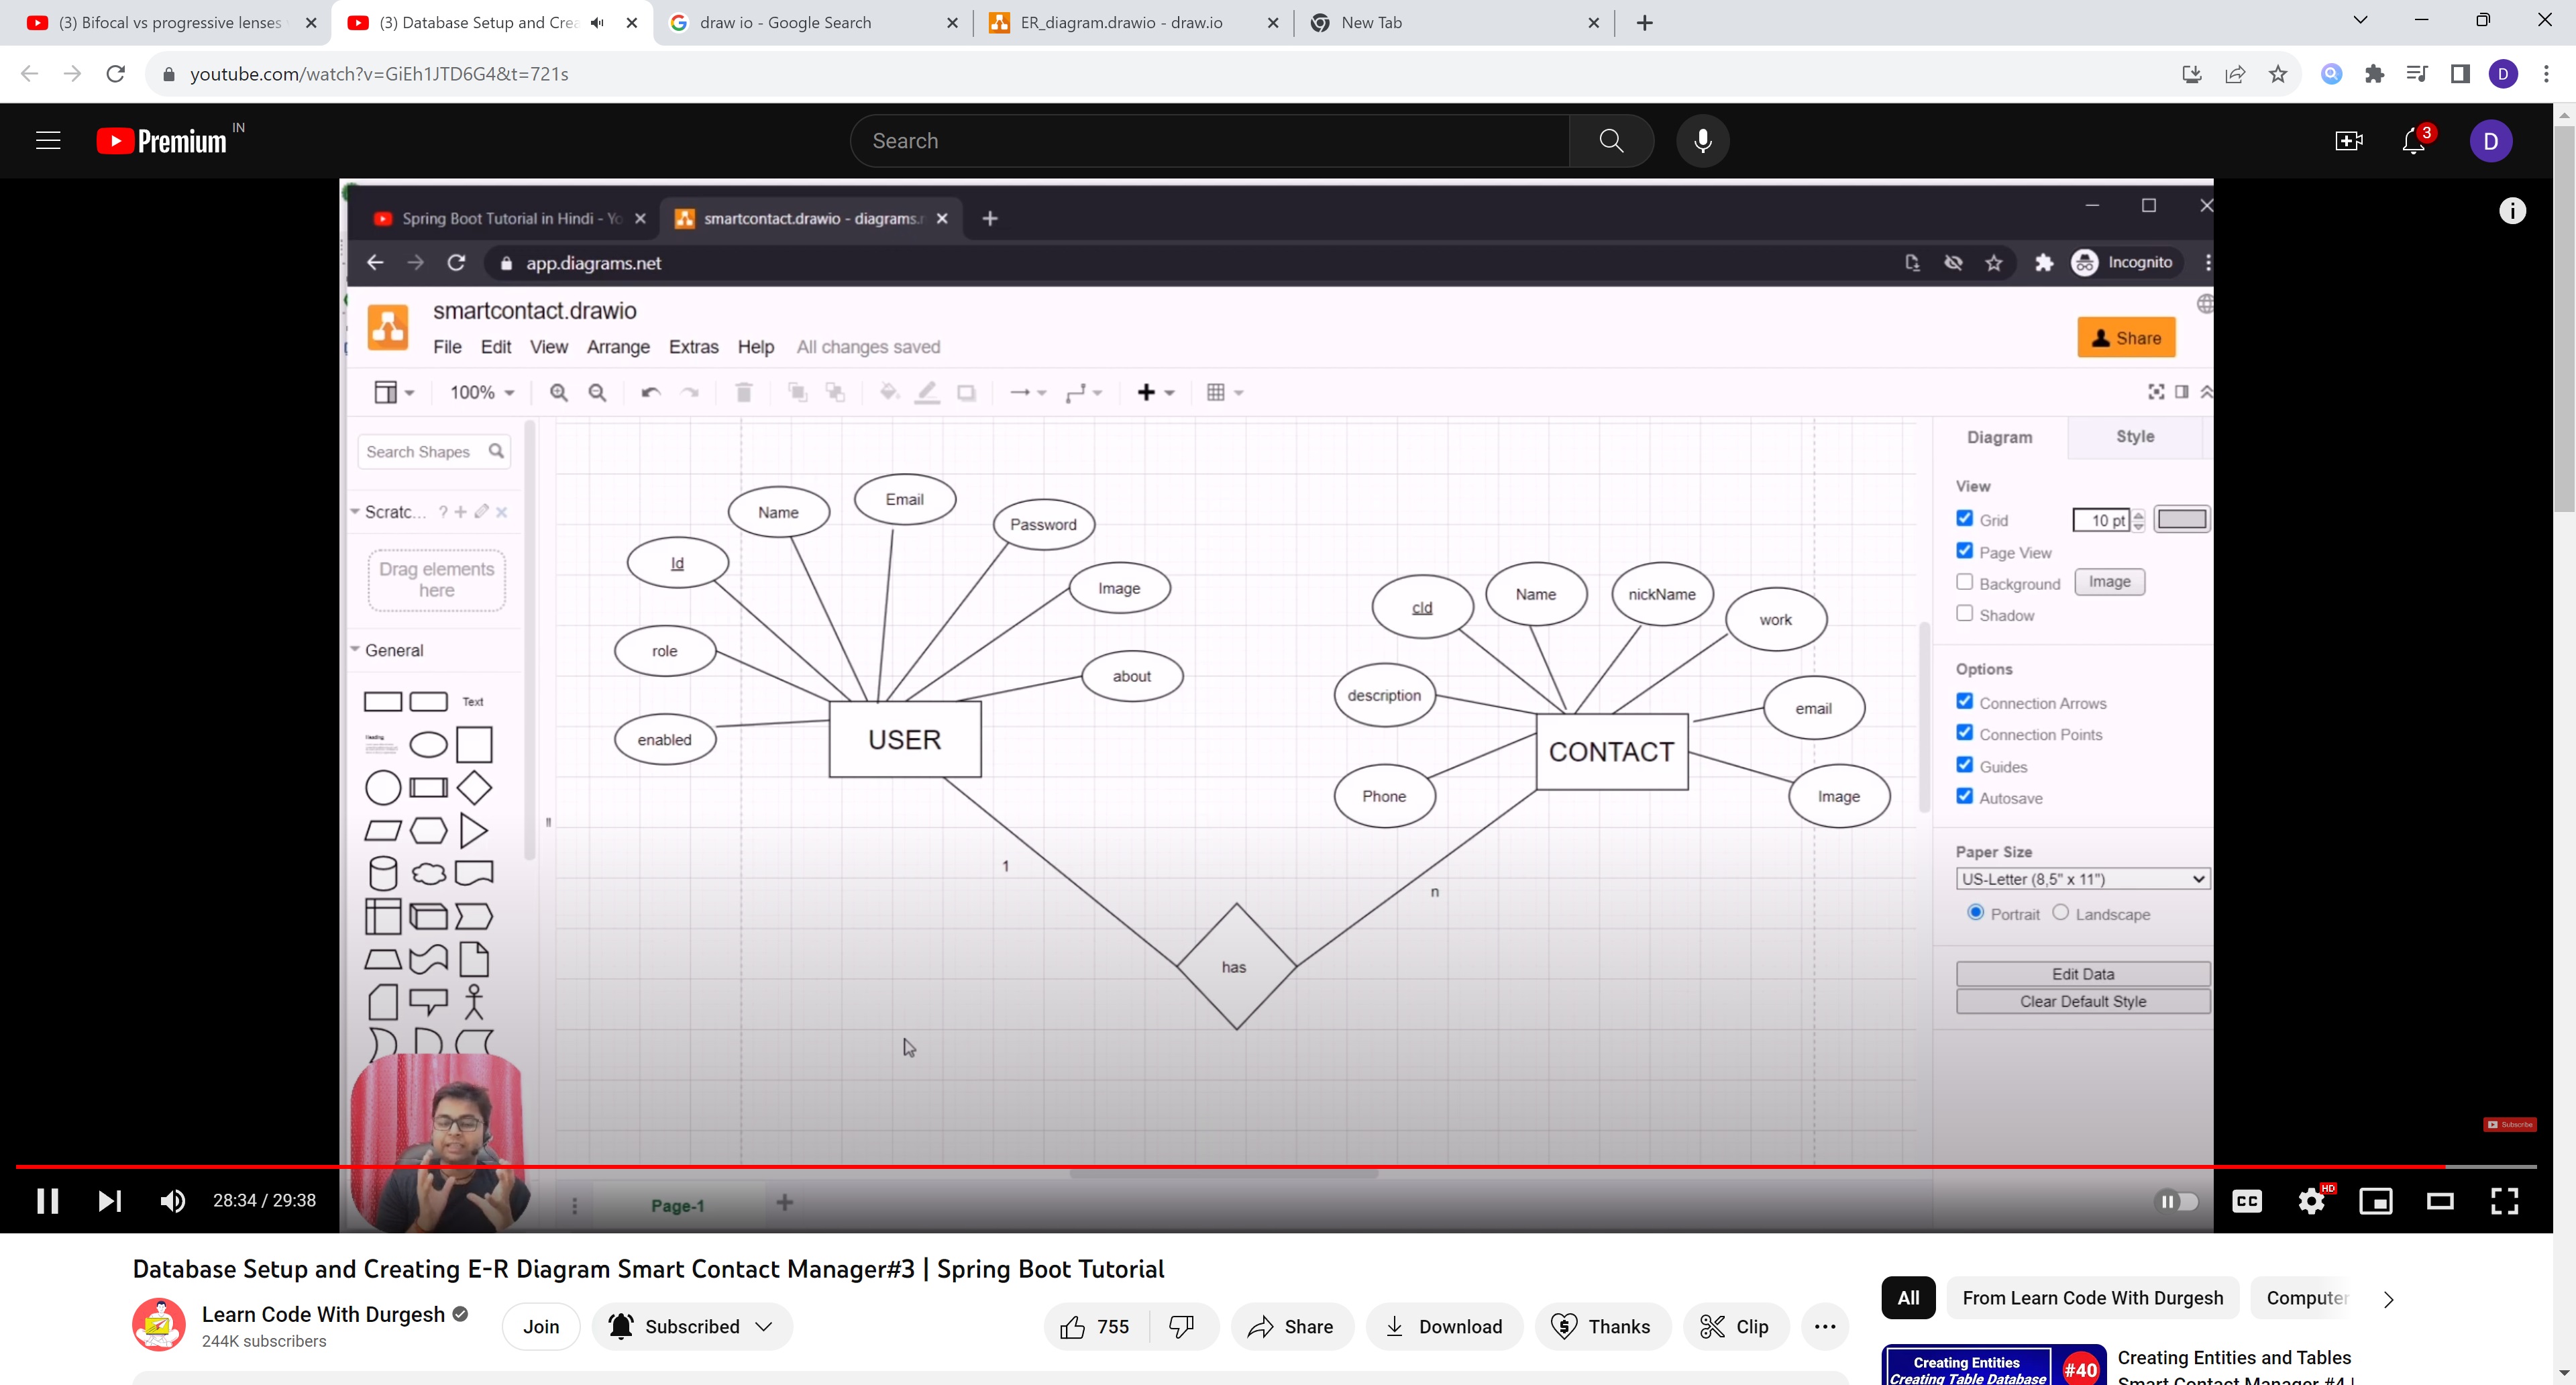 (3) Bifocal vs progressive lenses
(3) Database Setup and Crea
draw io - Google Search
ER_diagram.drawio - draw.io
New Tab
youtube.com/watch?v=GiEh1JTD6G4&t=721s
D
Premium
IN
Search
3
D
Spring Boot Tutorial in Hindi - Yo
smartcontact.drawio - diagrams.n
app.diagrams.net
Incognito
smartcontact.drawio
File Edit View Arrange Extras Help All changes saved
Share
100%
Search Shapes
Scratc... ?
Drag elements
here
General
Text
Heading
Name
Email
Password
Id
Image
role
about
enabled
USER
cId
Name
nickName
work
description
email
CONTACT
Phone
Image
1
n
has
Diagram
Style
View
Grid
10 pt
Page View
Background
Image
Shadow
Options
Connection Arrows
Connection Points
Guides
Autosave
Paper Size
US-Letter (8,5" x 11")
Portrait
Landscape
Edit Data
Clear Default Style
Subscribe
Page-1
28:34 / 29:38
CC
HD
Database Setup and Creating E-R Diagram Smart Contact Manager#3 | Spring Boot Tutorial
Learn Code With Durgesh
244K subscribers
Join
Subscribed
755
Share
Download
Thanks
Clip
All
From Learn Code With Durgesh
Computer
Creating Entities
Creating Table Database
#40
Creating Entities and Tables
Smart Contact Manager #4 |